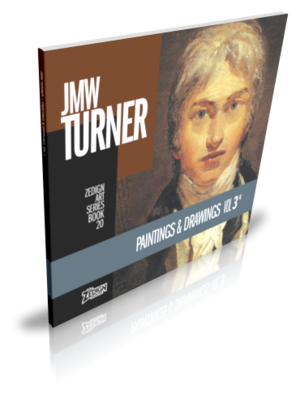 JMW
TURNER
ZEDIGN
ART
SERIES
BOOK
20
PAINTINGS & DRAWINGS VOL 3
ZEDIGN